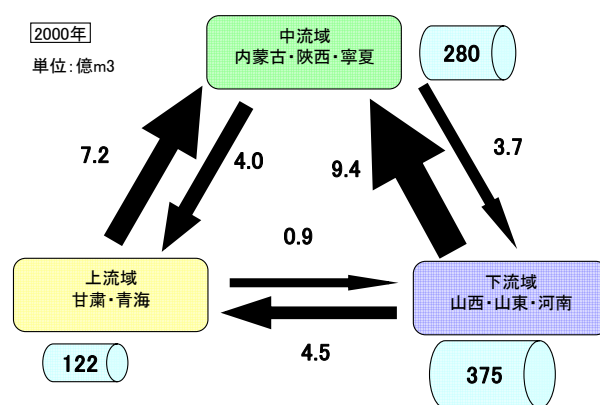 2000年
単位:億m3
中流域
内蒙古・陝西・寧夏
280
7.2
4.0
9.4
3.7
0.9
上流域
甘粛・青海
下流域
山西・山東・河南
4.5
122
375